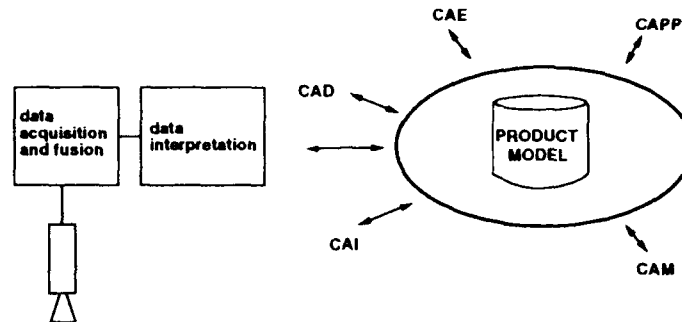 CAE
CAPP
CAD
data
acquisition
and fusion
data
interpretation
PRODUCT
MODEL
CAI
CAM